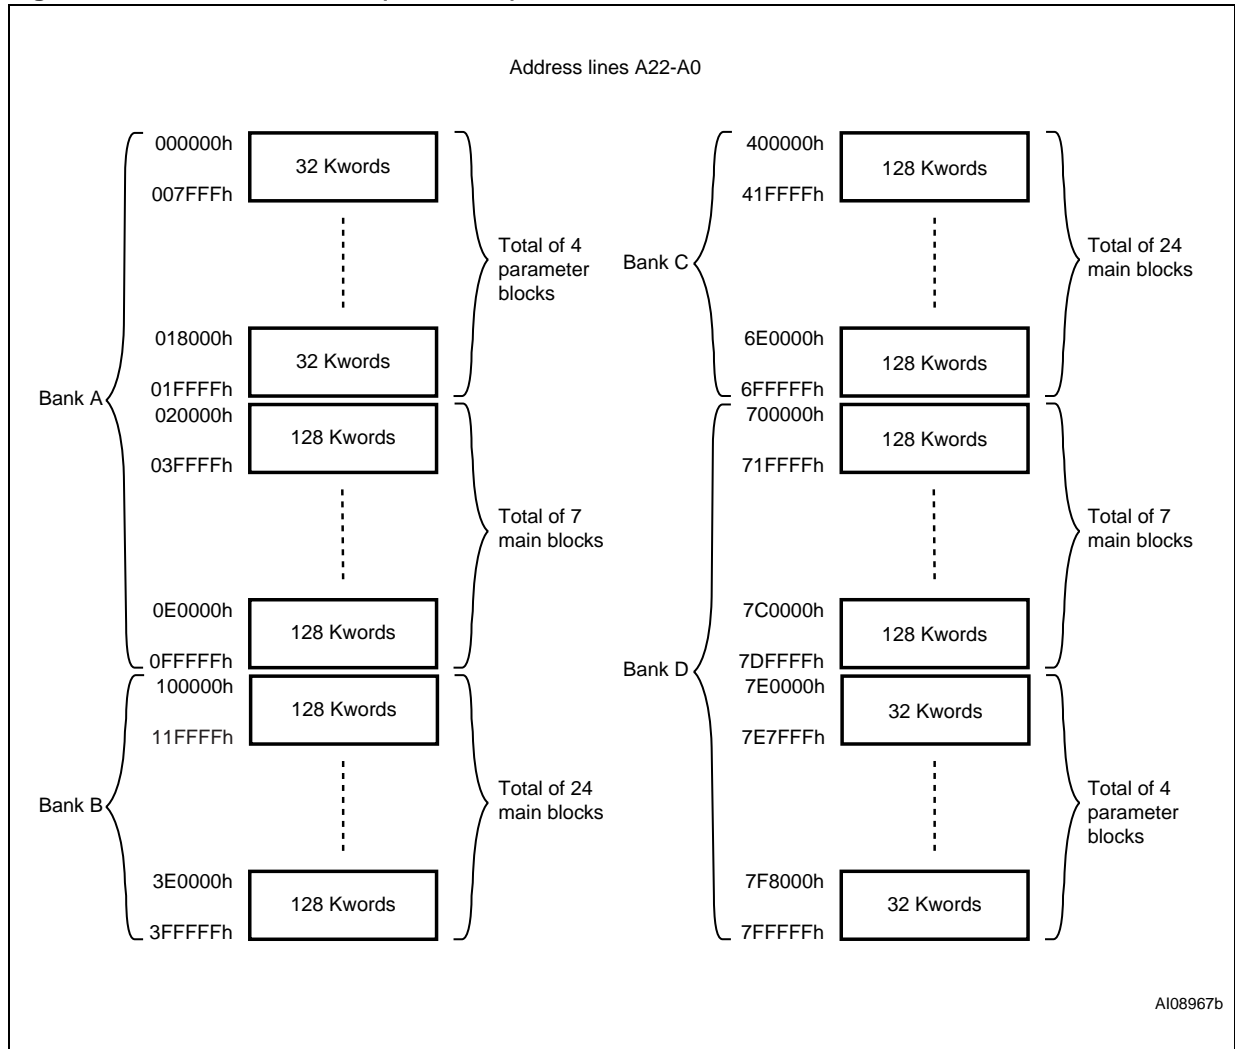 Address lines A22-A0
Bank A
000000h
32 Kwords
007FFFh
Total of 4
parameter
blocks
018000h
32 Kwords
01FFFFh
020000h
128 Kwords
03FFFFh
Total of 7
main blocks
0E0000h
128 Kwords
0FFFFFh
Bank B
100000h
128 Kwords
11FFFFh
Total of 24
main blocks
3E0000h
128 Kwords
3FFFFFh
Bank C
400000h
128 Kwords
41FFFFh
Total of 24
main blocks
6E0000h
128 Kwords
6FFFFFh
Bank D
700000h
128 Kwords
71FFFFh
Total of 7
main blocks
7C0000h
128 Kwords
7DFFFFh
7E0000h
32 Kwords
7E7FFFh
Total of 4
parameter
blocks
7F8000h
32 Kwords
7FFFFFh
AI08967b